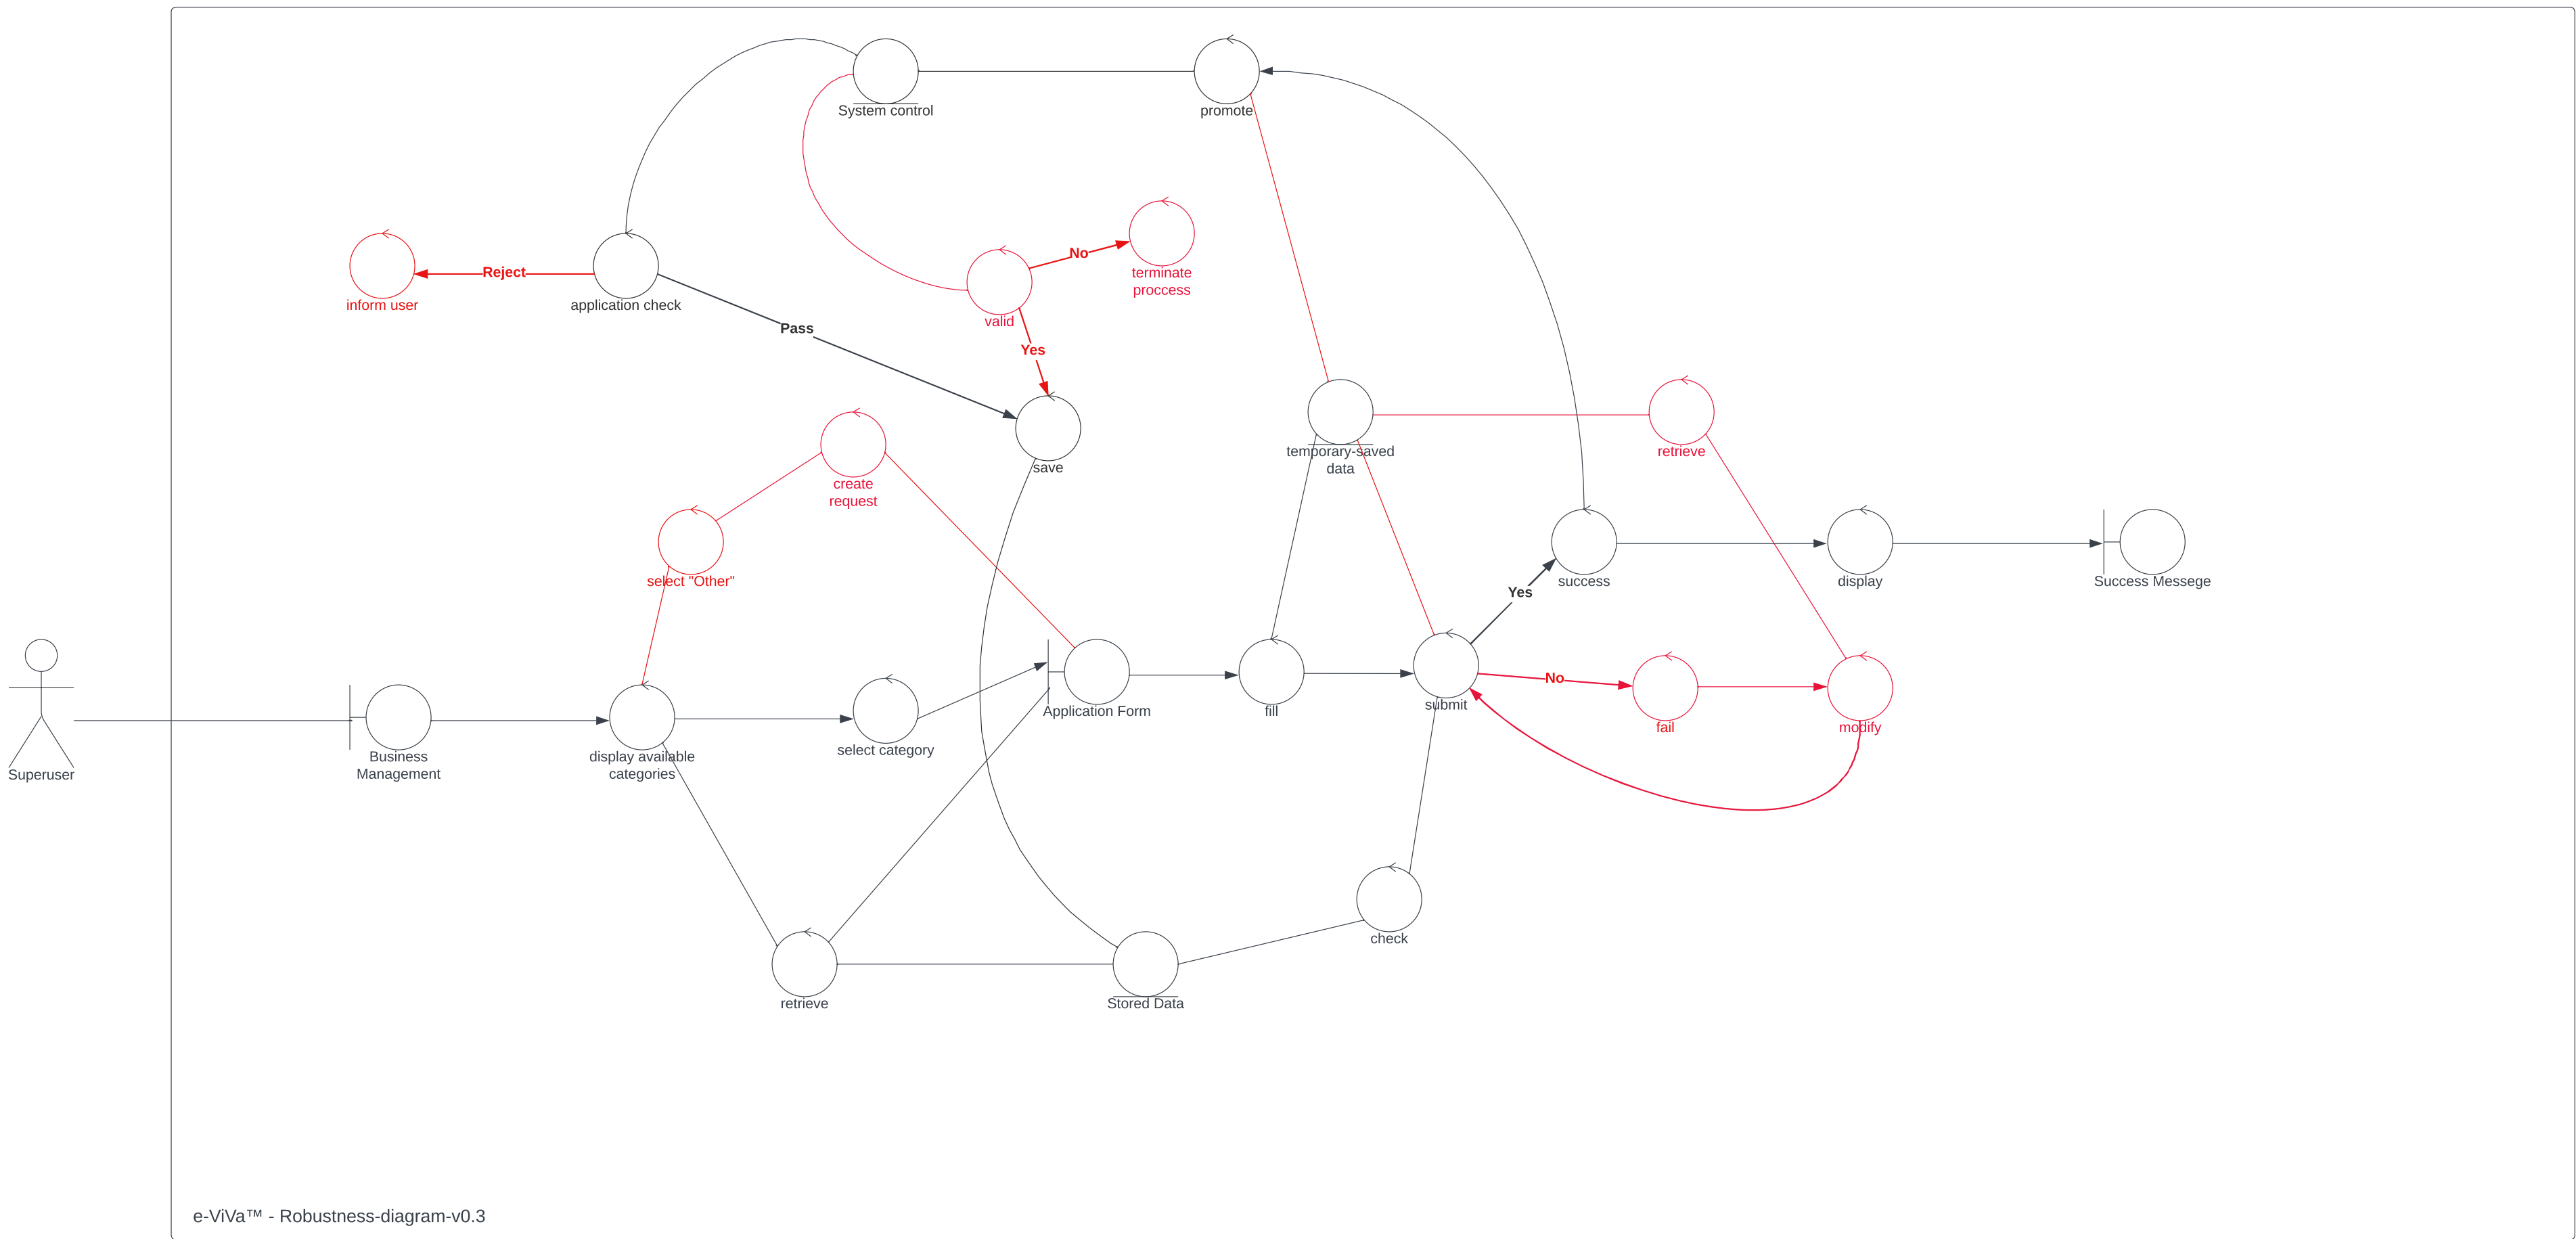 System control
promote
Reject
inform user
application check
No
terminate
proccess
valid
Pass
Yes
save
create
request
temporary-saved
data
retrieve
select "Other"
Yes
success
display
Success Messege
Superuser
Business
Management
display available
categories
select category
Application Form
fill
submit
No
fail
modify
check
retrieve
Stored Data
e-ViVa™ - Robustness-diagram-v0.3